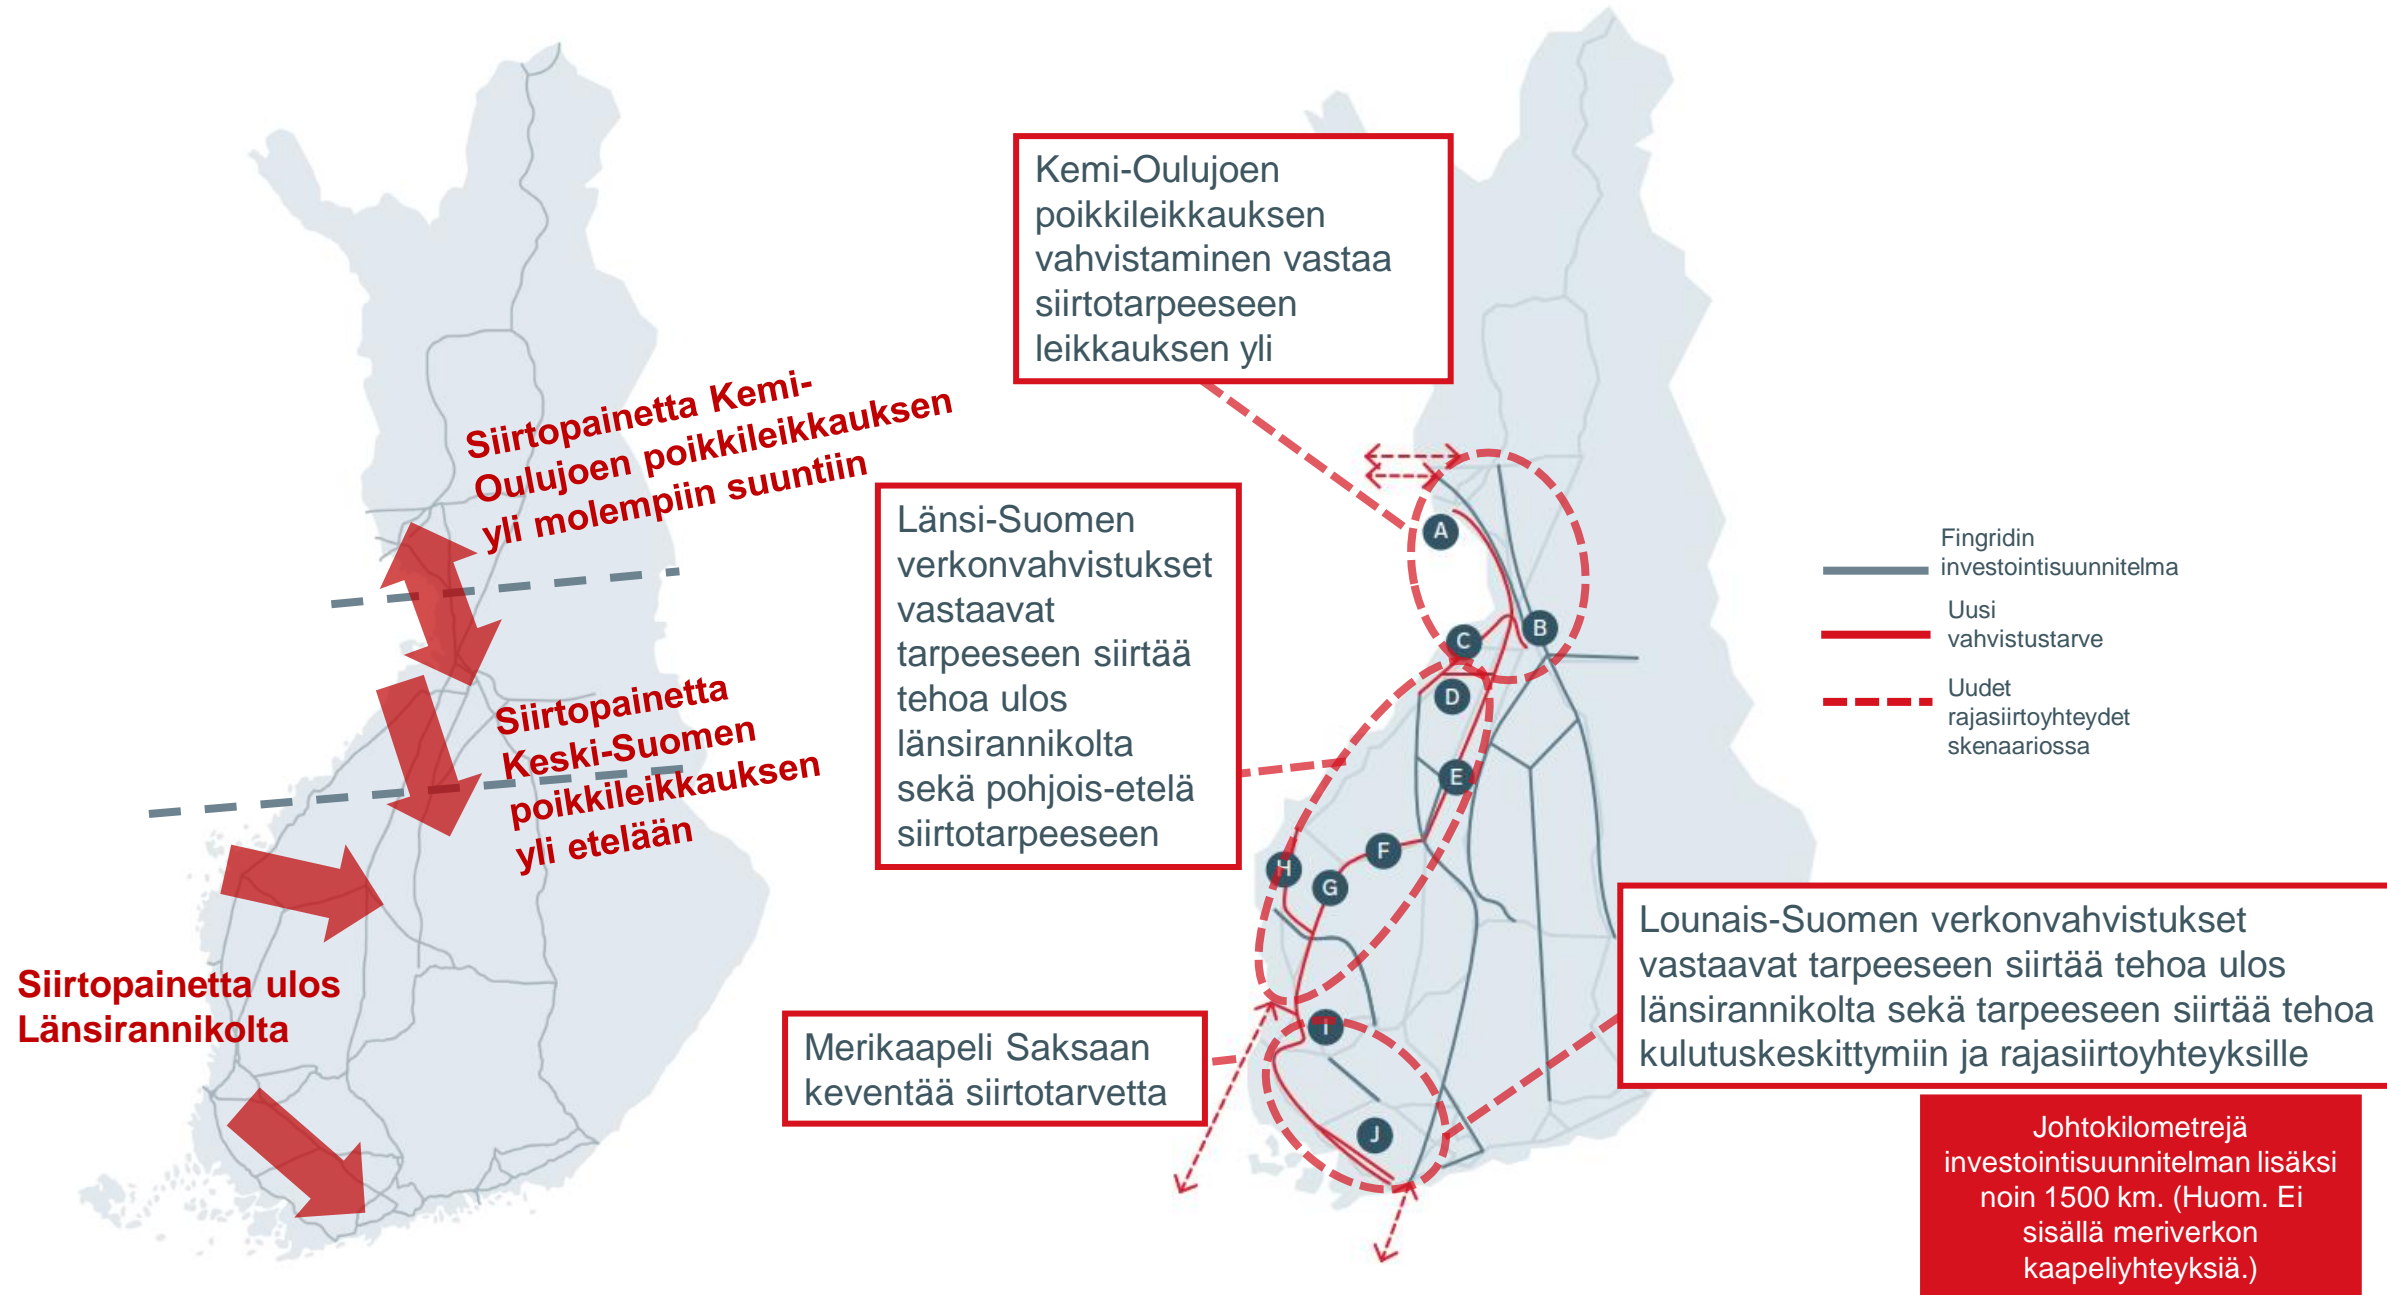 Siirtopainetta Kemi-
Oulujoen poikkileikkauksen
yli molempiin suuntiin
Siirtopainetta
Keski-Suomen
poikkileikkauksen
yli etelään
Siirtopainetta ulos
Länsirannikolta
Kemi-Oulujoen
poikkileikkauksen
vahvistaminen vastaa
siirtotarpeeseen
leikkauksen yli
Länsi-Suomen
verkonvahvistukset
vastaavat
tarpeeseen siirtää
tehoa ulos
länsirannikolta
sekä pohjois-etelä
siirtotarpeeseen
Merikaapeli Saksaan
keventää siirtotarvetta
A
B
C
D
E
F
G
H
I
J
Fingridin
investointisuunnitelma
Uusi
vahvistustarve
Uudet
rajasiirtoyhteydet
skenaariossa
Lounais-Suomen verkonvahvistukset
vastaavat tarpeeseen siirtää tehoa ulos
länsirannikolta sekä tarpeeseen siirtää tehoa
kulutuskeskittymiin ja rajasiirtoyhteyksille
Johtokilometrejä
investointisuunnitelman lisäksi
noin 1500 km. (Huom. Ei
sisällä meriverkon
kaapeliyhteyksiä.)